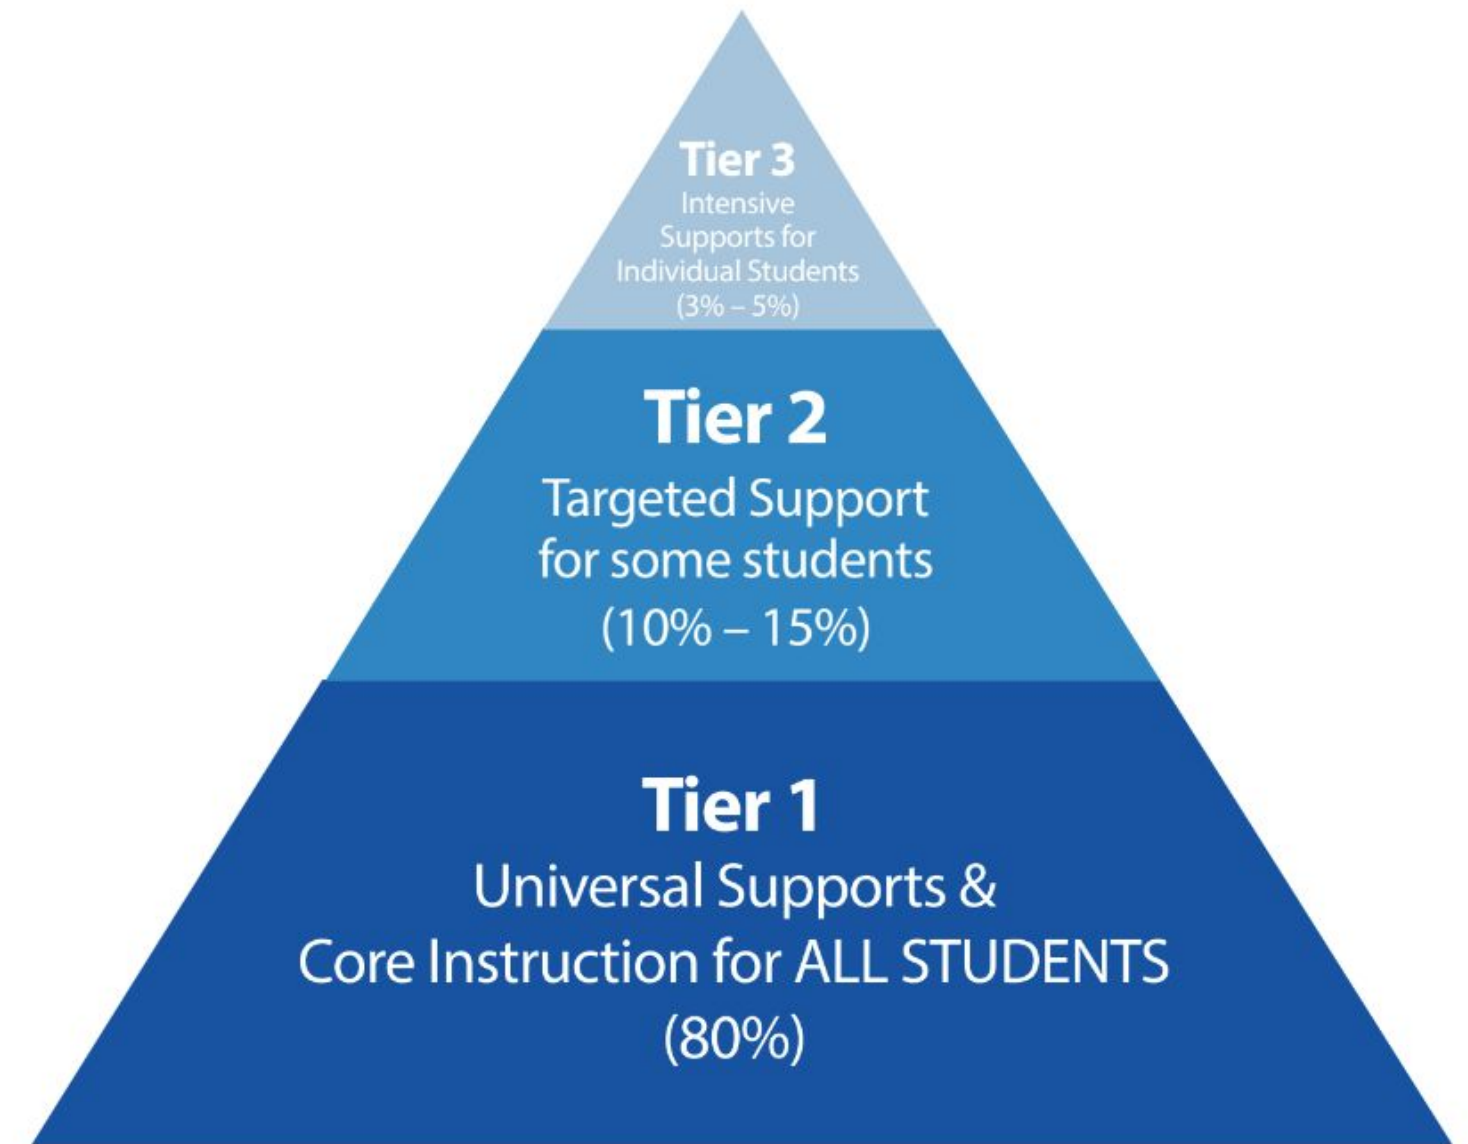 Tier 3
Intensive
Supports for
Individual Students
(3% – 5%)
Tier 2
Targeted Support
for some students
(10% – 15%)
Tier 1
Universal Supports &
Core Instruction for ALL STUDENTS
(80%)